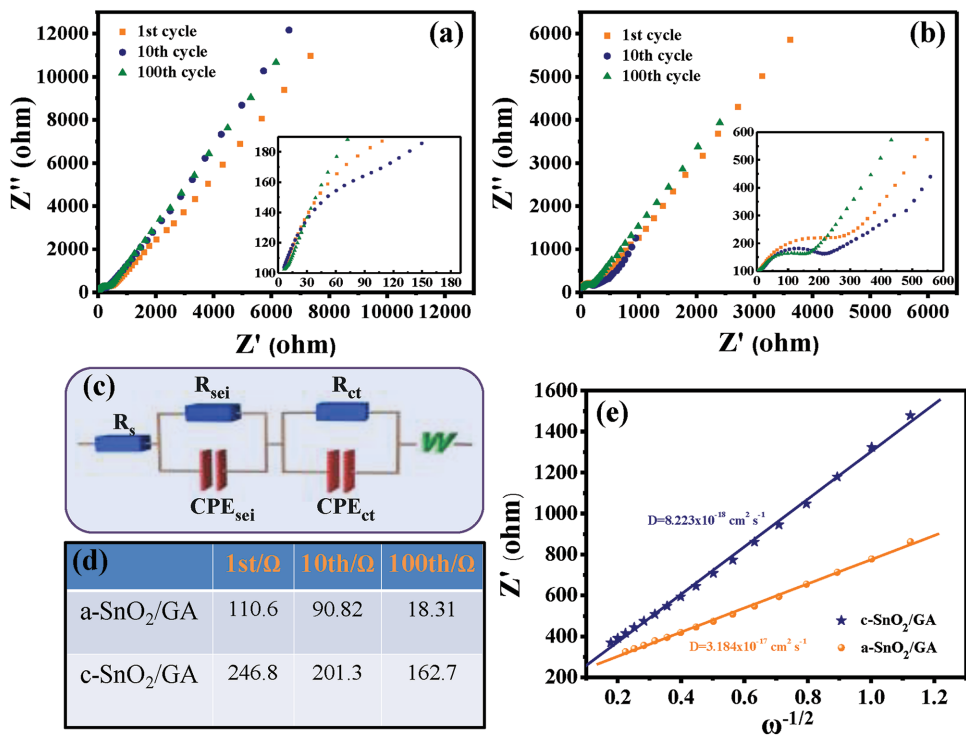 (a)
1st cycle
10th cycle
100th cycle
Z'' (ohm)
12000
10000
8000
6000
4000
2000
0
0 2000 4000 6000 8000 10000 12000
Z' (ohm)
180
160
140
120
100
0 30 60 90 120 150 180
(b)
1st cycle
10th cycle
100th cycle
Z'' (ohm)
6000
5000
4000
3000
2000
1000
0
0 1000 2000 3000 4000 5000 6000
Z' (ohm)
600
500
400
300
200
100
0 100 200 300 400 500 600
(c)
Rs
Rsei
Rct
CPEsei
CPEct
W
(d)
1st/Ω 10th/Ω 100th/Ω
a-SnO2/GA 110.6 90.82 18.31
c-SnO2/GA 246.8 201.3 162.7
(e)
Z' (ohm)
1600
1400
1200
1000
800
600
400
200
D=8.223x10-18 cm2 s-1
D=3.184x10-17 cm2 s-1
c-SnO2/GA
a-SnO2/GA
0.2 0.4 0.6 0.8 1.0 1.2
ω-1/2